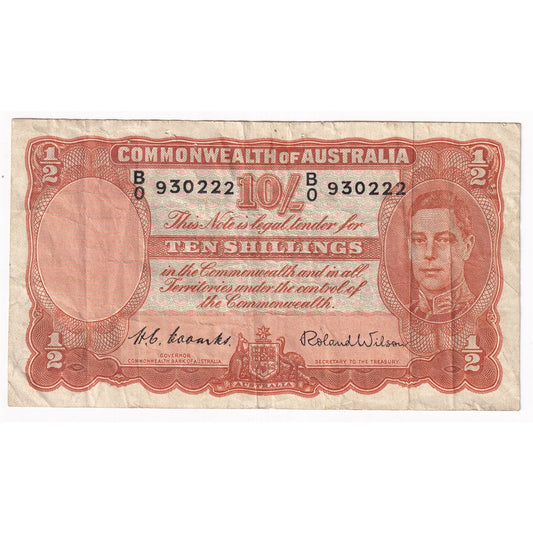 COMMONWEALTH OF AUSTRALIA
1/2 1/2
B/0 930222 10/- B/0 930222
This Note is legal tender for
TEN SHILLINGS
in the Commonwealth and in all
Territories under the control of
the Commonwealth.
H.C. Coombs. Roland Wilson
GOVERNOR SECRETARY TO THE TREASURY.
COMMONWEALTH BANK OF AUSTRALIA
1/2 1/2
AUSTRALIA